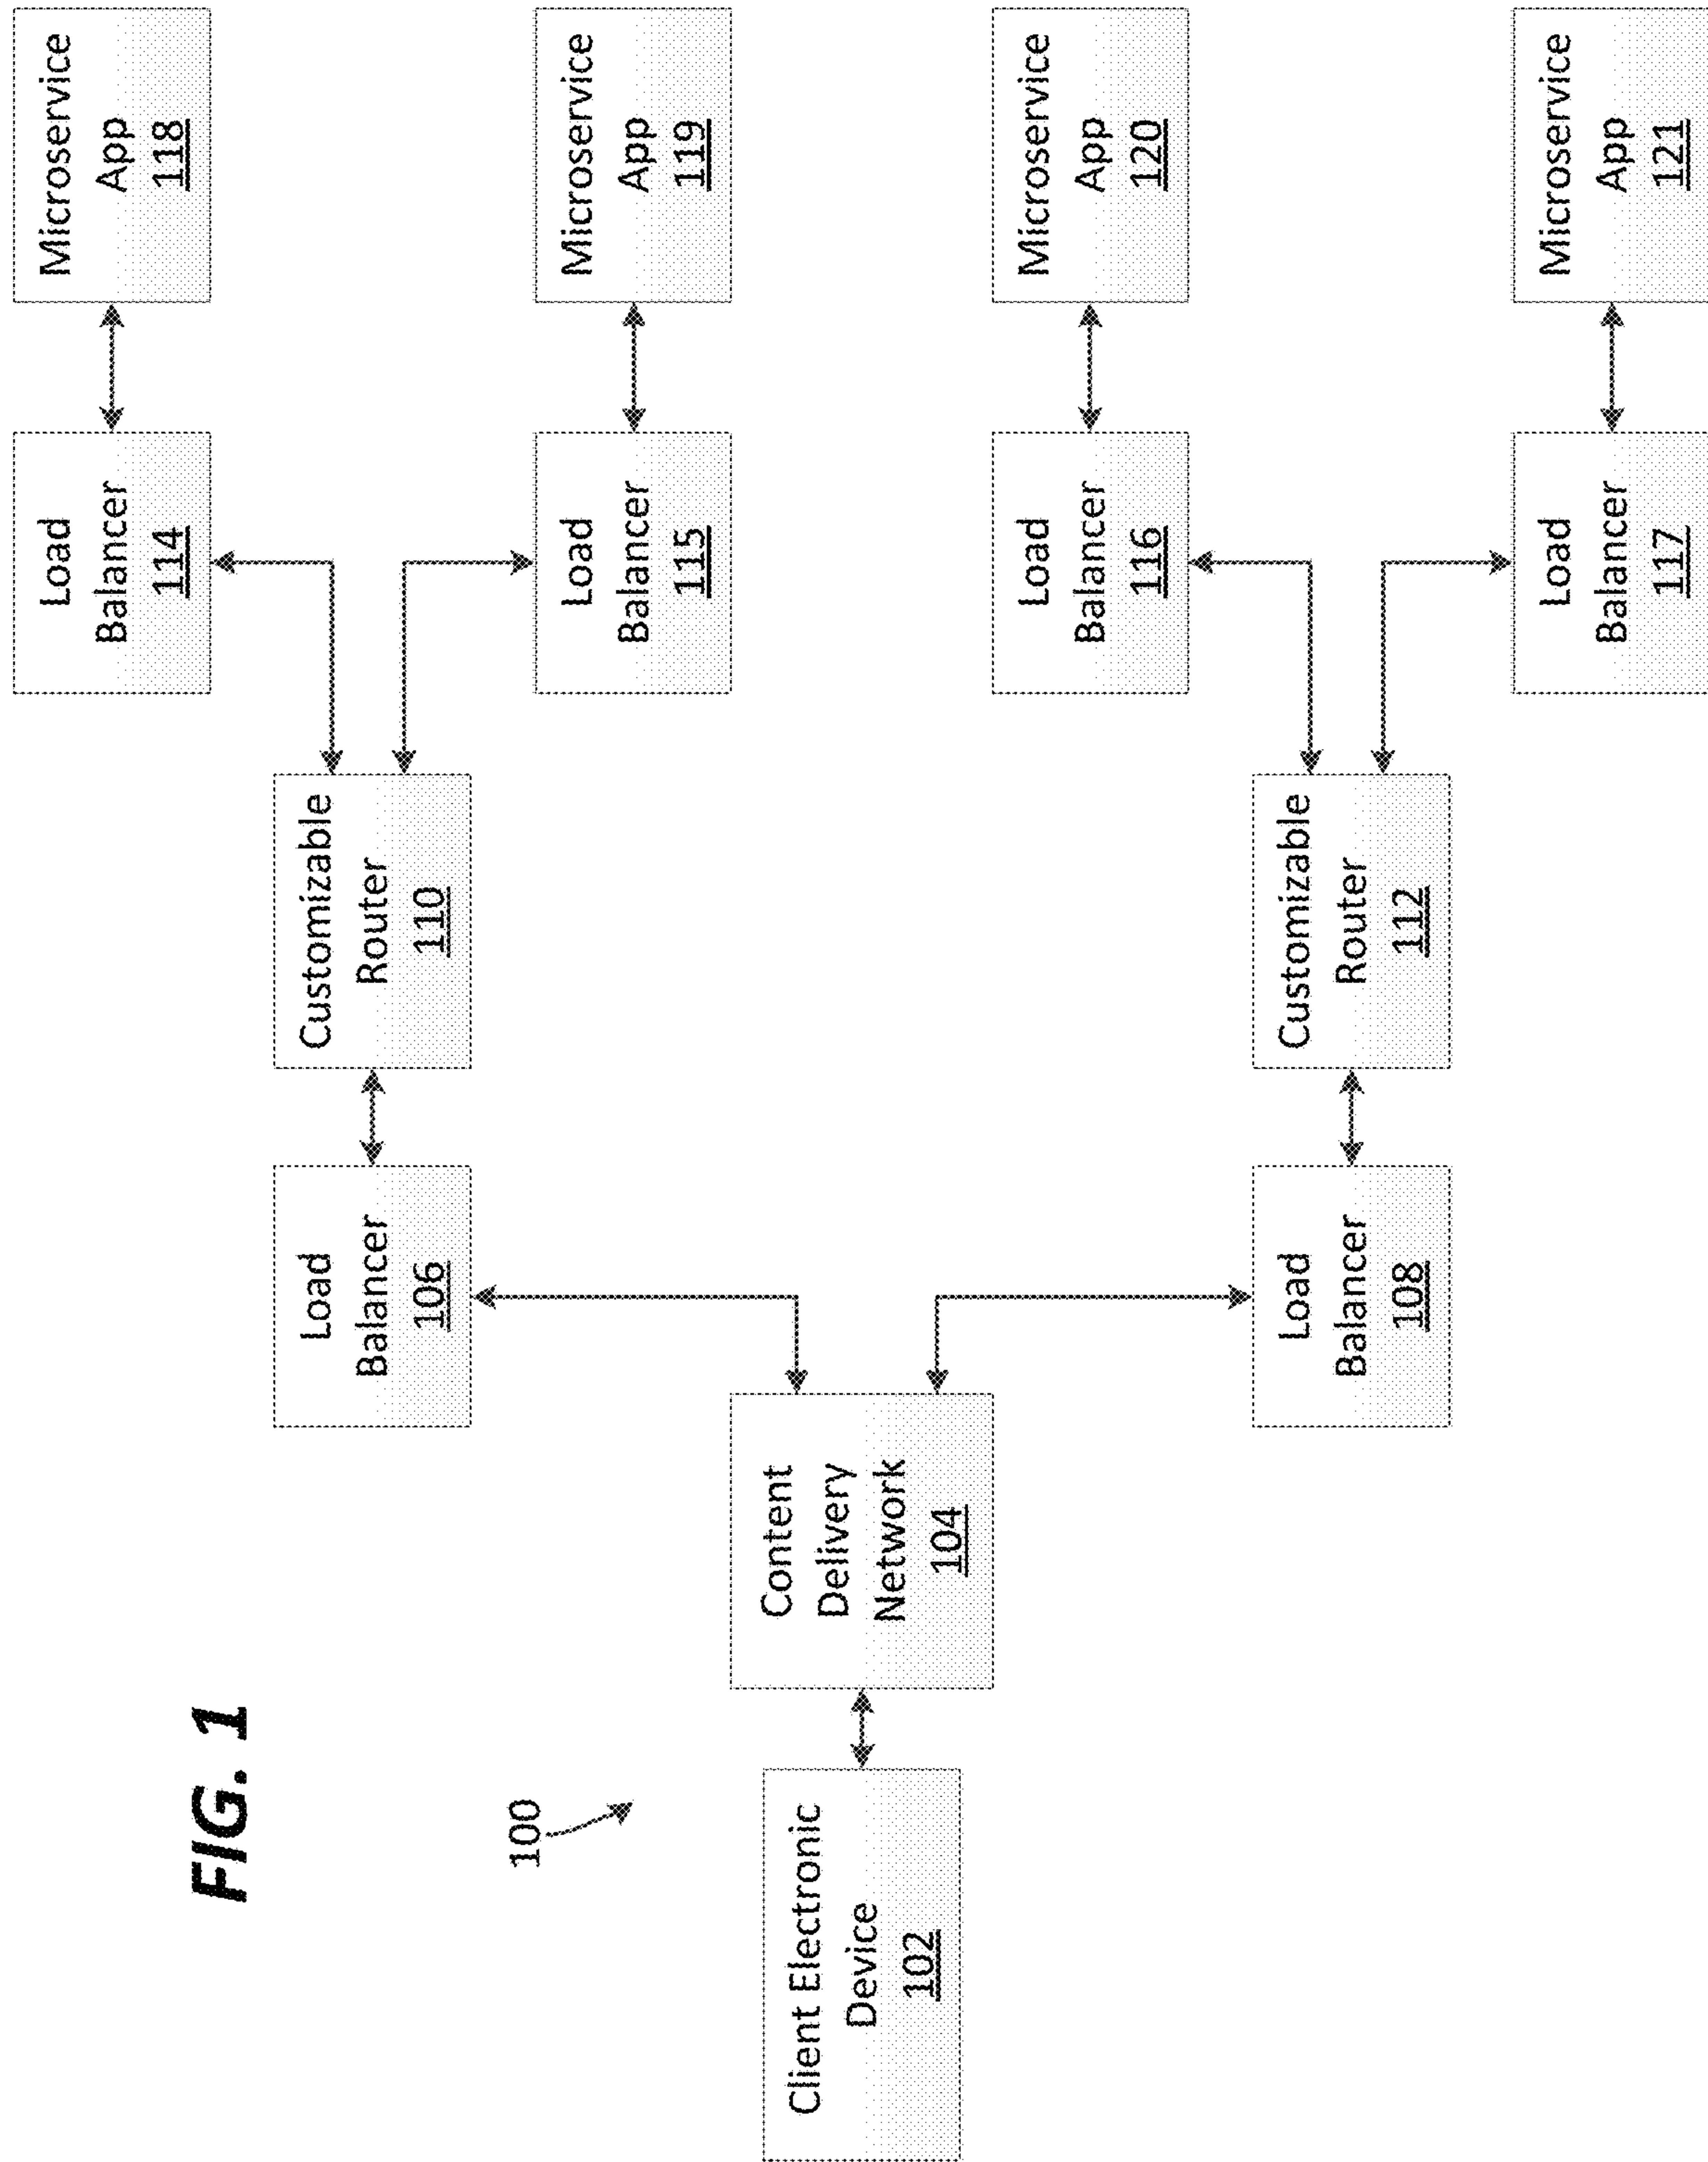 FIG. 1
100
Client Electronic
Device
102
Content
Delivery
Network
104
Load
Balancer
106
Customizable
Router
110
Load
Balancer
114
Microservice
App
118
Load
Balancer
115
Microservice
App
119
Load
Balancer
108
Customizable
Router
112
Load
Balancer
116
Microservice
App
120
Load
Balancer
117
Microservice
App
121